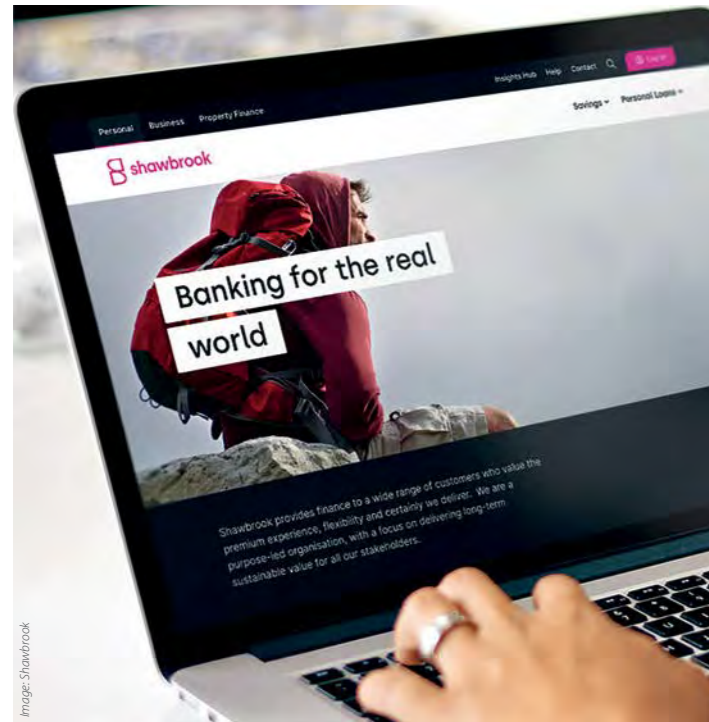 Insights Hub Help Contact Log in
Personal Business Property Finance
Savings Personal Loans
shawbrook
Banking for the real
world
Shawbrook provides finance to a wide range of customers who value the
premium experience, flexibility and certainty we deliver. We are a
purpose-led organisation, with a focus on delivering long-term
sustainable value for all our stakeholders.
Image: Shawbrook